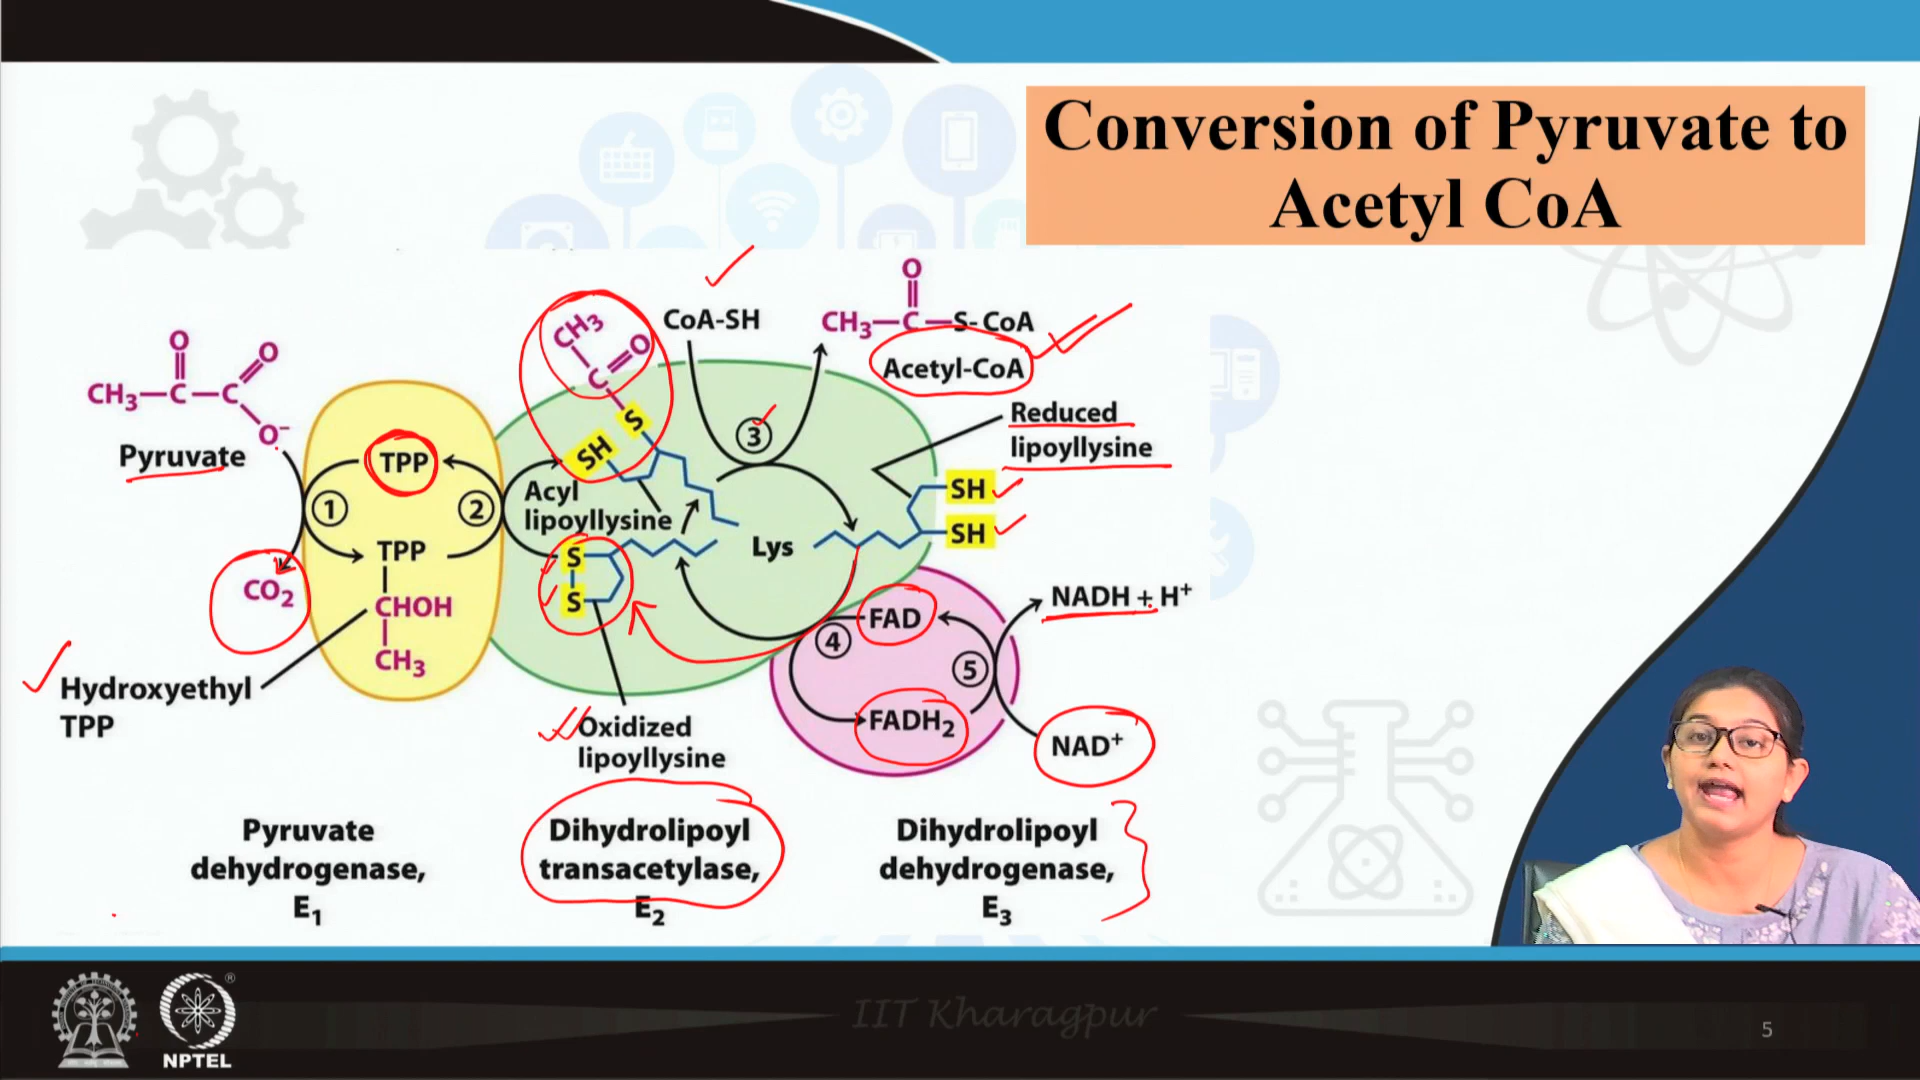 Conversion of Pyruvate to
Acetyl CoA
O
O
CH3—C—C
O⁻
Pyruvate
1
CO2
TPP
TPP
CHOH
CH3
Hydroxyethyl
TPP
2
CH3
O
C
S
SH
Acyl
lipoyllysine
S
S
Oxidized
lipoyllysine
CoA-SH
3
O
CH3—C—S-CoA
Acetyl-CoA
Reduced
lipoyllysine
SH
SH
Lys
4
FAD
FADH2
5
NADH + H⁺
NAD⁺
Pyruvate
dehydrogenase,
E1
Dihydrolipoyl
transacetylase,
E2
Dihydrolipoyl
dehydrogenase,
E3
NPTEL
®
IIT Kharagpur
5